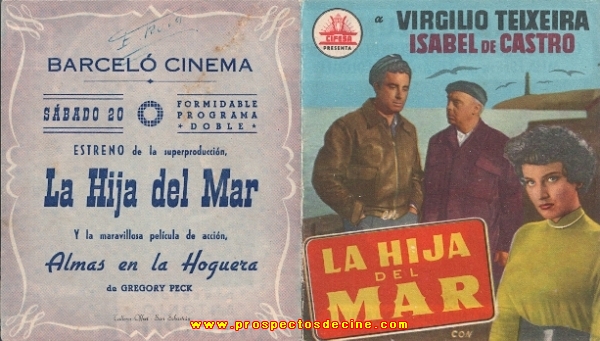 BARCELÓ CINEMA
SÁBADO 20
FORMIDABLE
PROGRAMA
DOBLE
ESTRENO de la superproducción,
La Hija del Mar
Y la maravillosa película de acción,
Almas en la Hoguera
de GREGORY PECK
CIFESA
PRESENTA
a VIRGILIO TEIXEIRA
ISABEL DE CASTRO
LA HIJA
DEL
MAR
CON
www.prospectosdecine.com